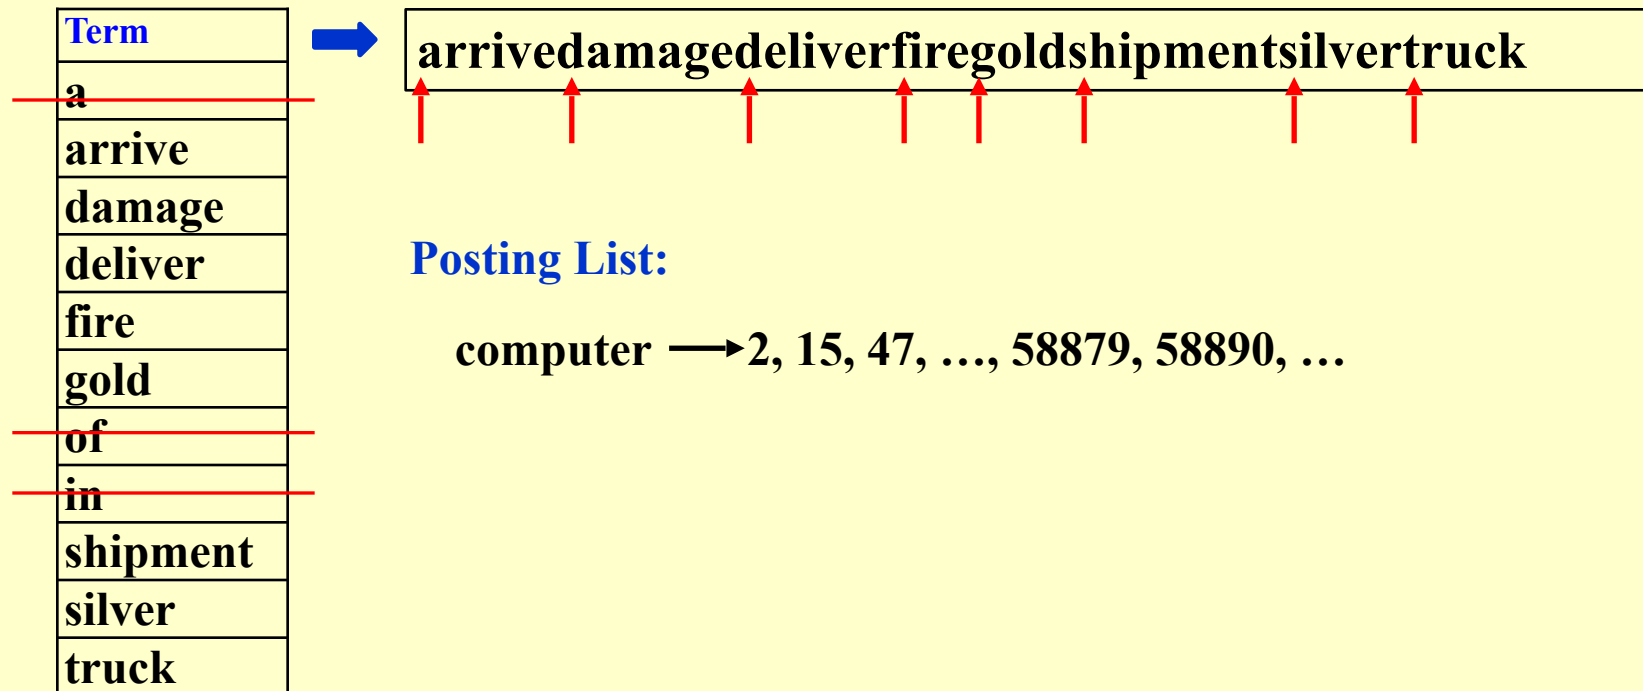 Term
a
arrive
damage
deliver
fire
gold
of
in
shipment
silver
truck
arrivedamagedeliverfiregoldshipmentsilvertruck
Posting List:
computer → 2, 15, 47, …, 58879, 58890, …